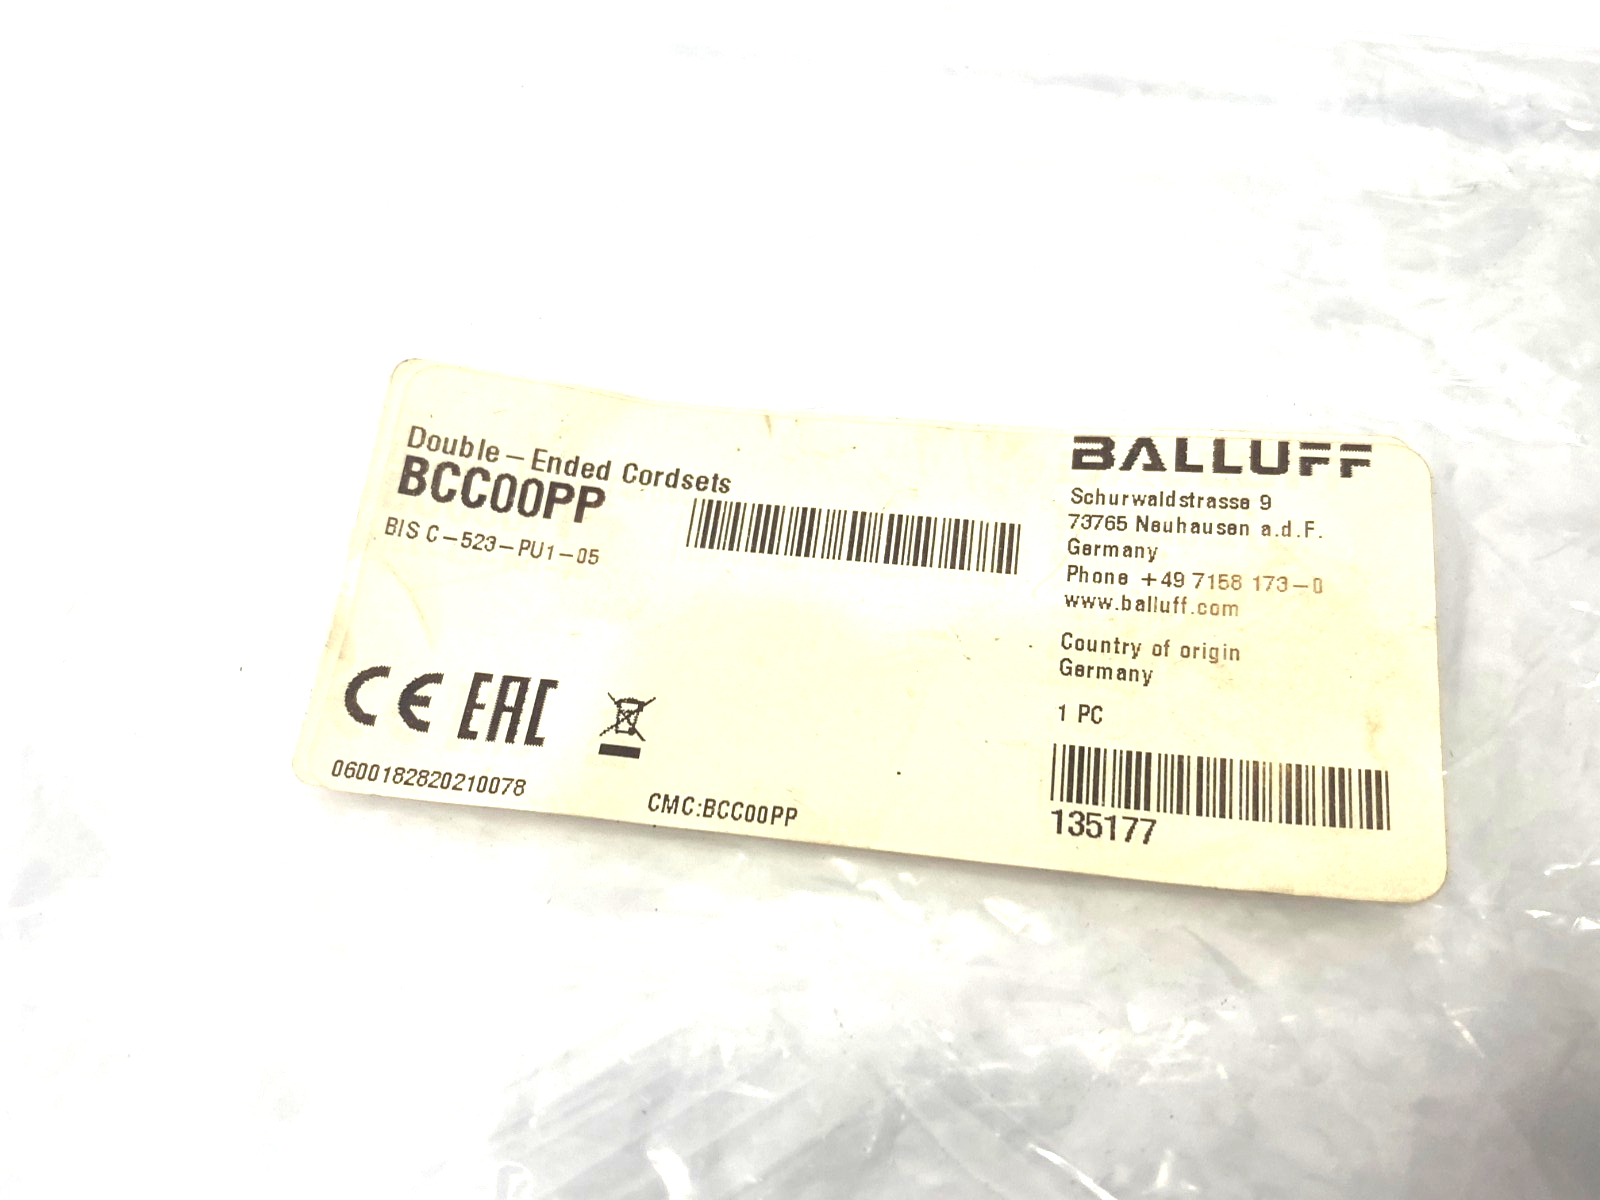 Double-Ended Cordsets
BCC00PP
BIS C-523-PU1-05
CE EAC
0600182820210078
CMC:BCC00PP
BALLUFF
Schurwaldstrasse 9
73765 Neuhausen a.d.F.
Germany
Phone +49 7158 173-0
www.balluff.com
Country of origin
Germany
1 PC
135177